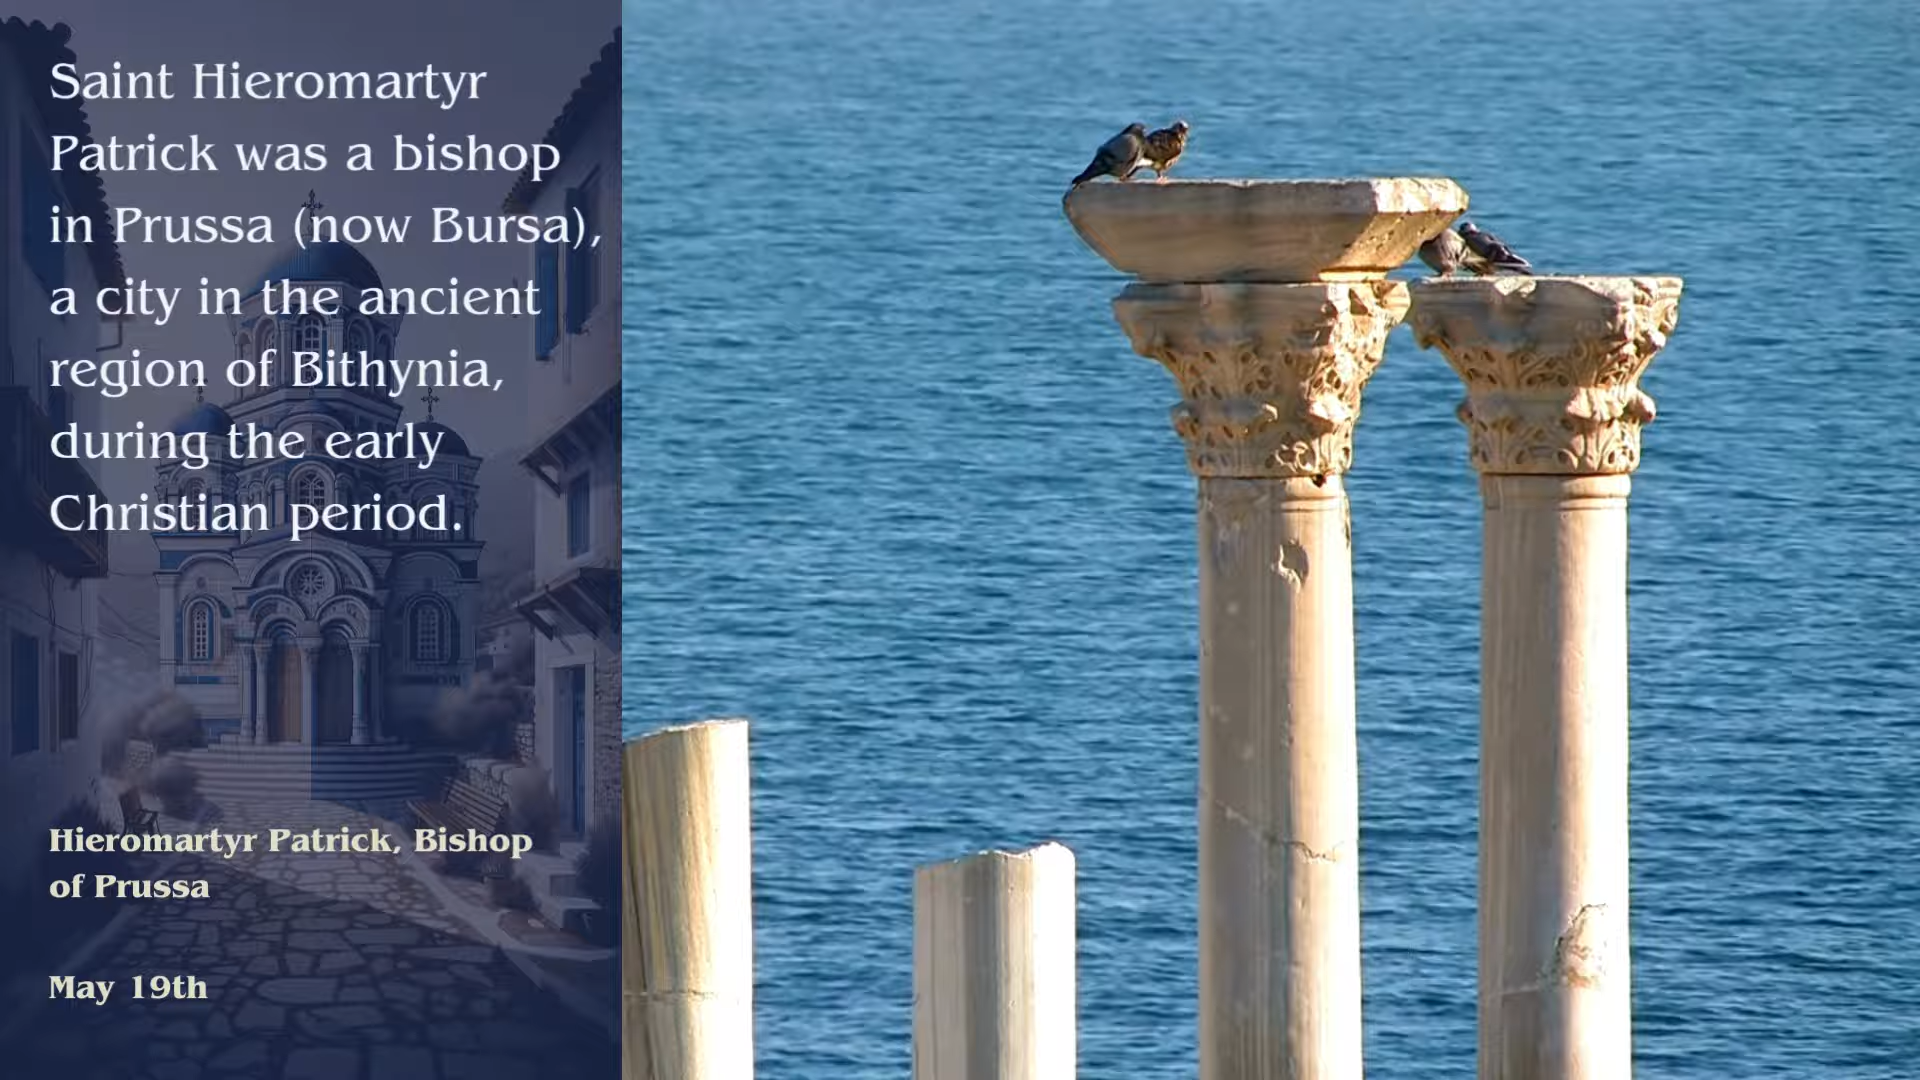 Saint Hieromartyr
Patrick was a bishop
in Prussa (now Bursa),
a city in the ancient
region of Bithynia,
during the early
Christian period.
Hieromartyr Patrick, Bishop
of Prussa
May 19th